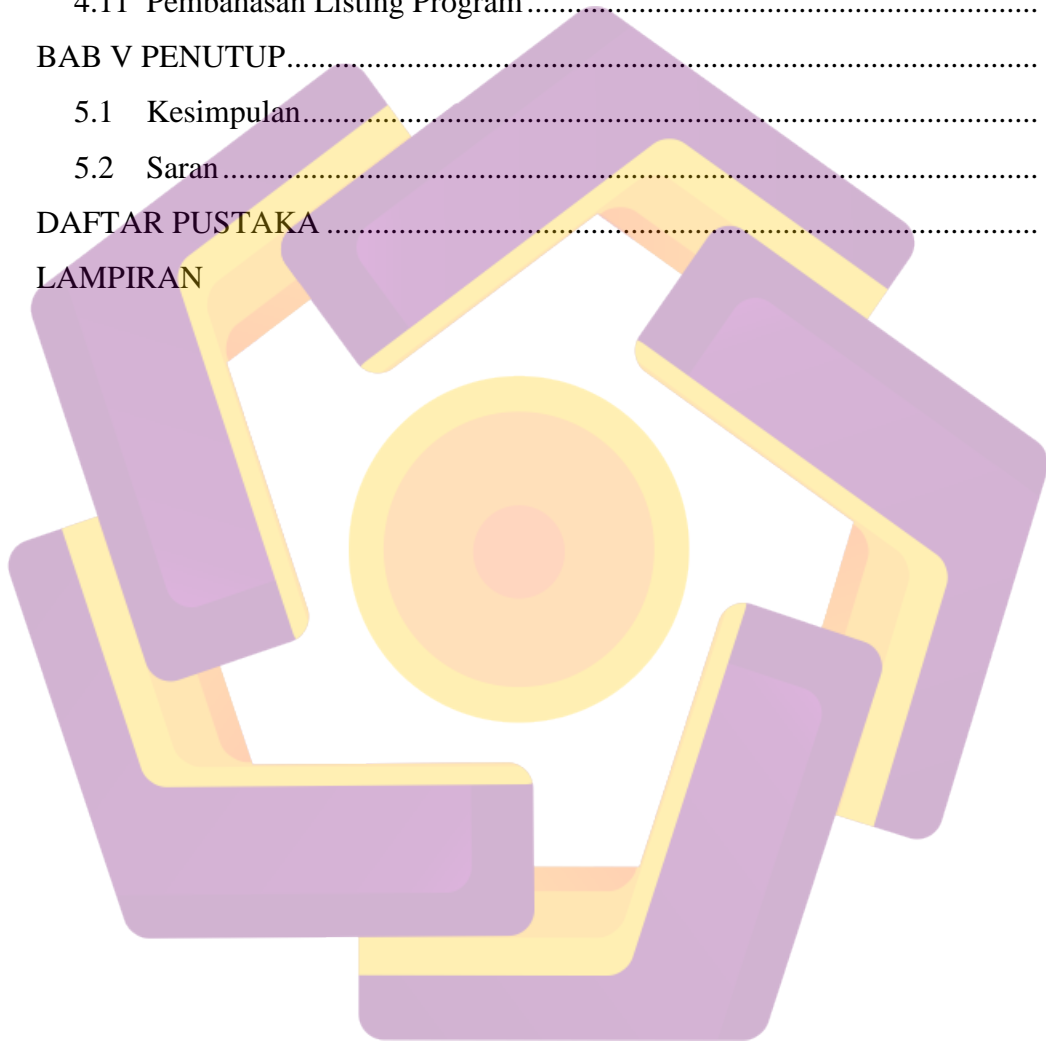 4.11 Pembahasan Listing Program........................................................................
BAB V PENUTUP........................................................................................................
5.1 Kesimpulan....................................................................................................
5.2 Saran..............................................................................................................
DAFTAR PUSTAKA ..................................................................................................
LAMPIRAN